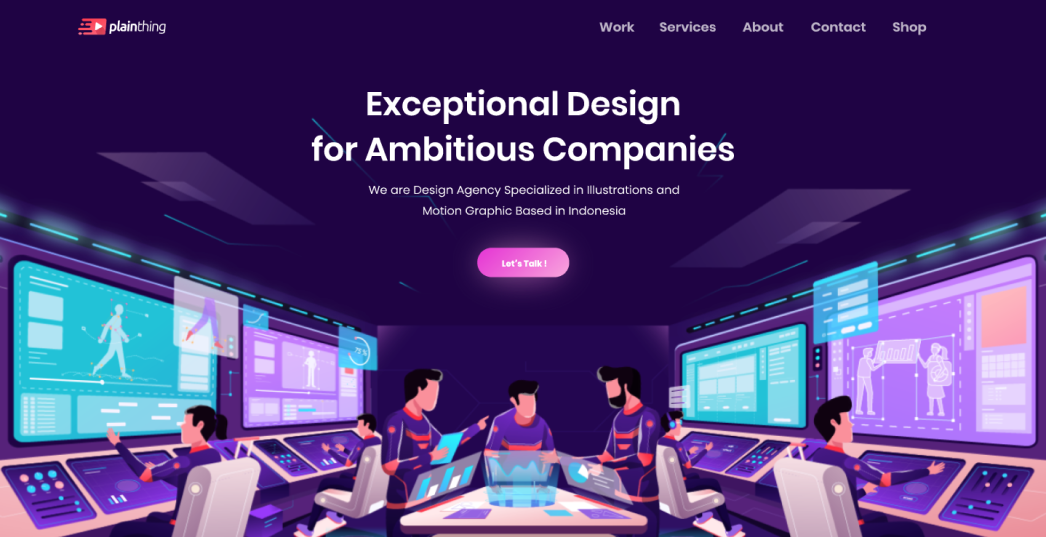 plainthing
Work Services About Contact Shop
Exceptional Design
for Ambitious Companies
We are Design Agency Specialized in Illustrations and
Motion Graphic Based in Indonesia
Let's Talk !